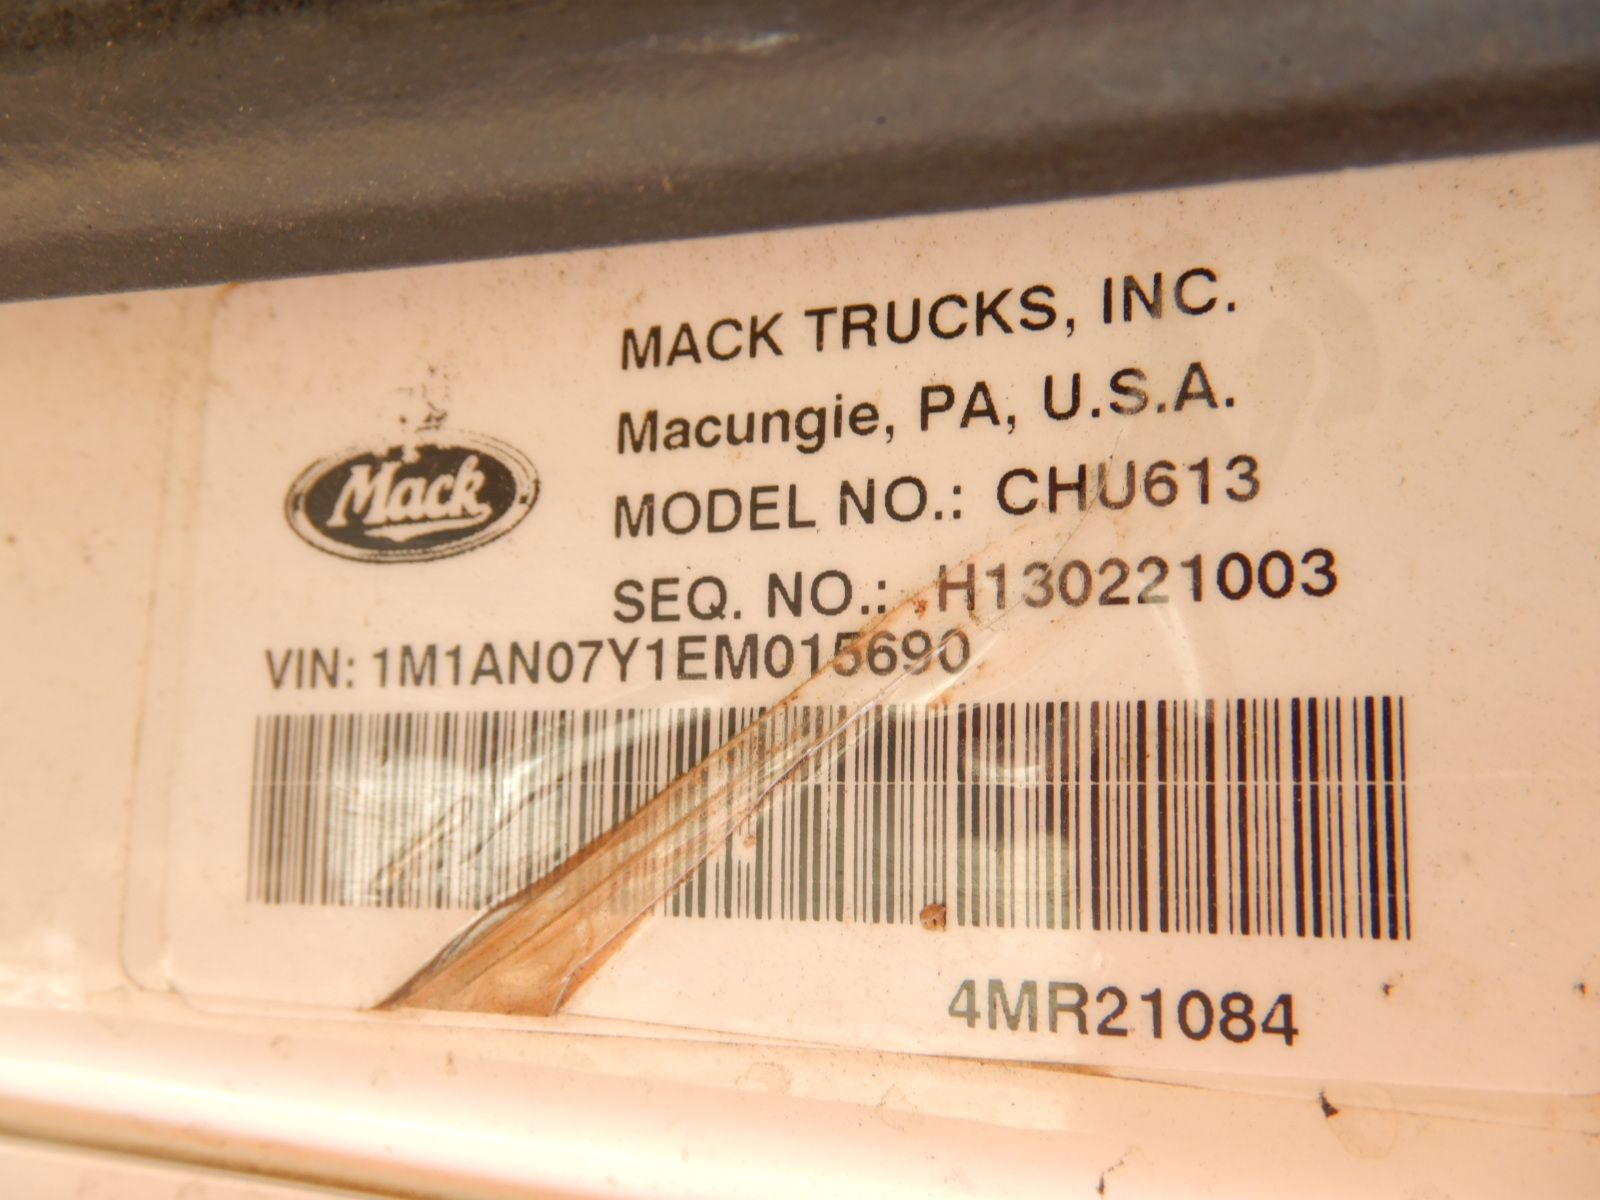 MACK TRUCKS, INC.
Macungie, PA, U.S.A.
Mack
MODEL NO.: CHU613
SEQ. NO.: H130221003
VIN: 1M1AN07Y1EM015690
4MR21084